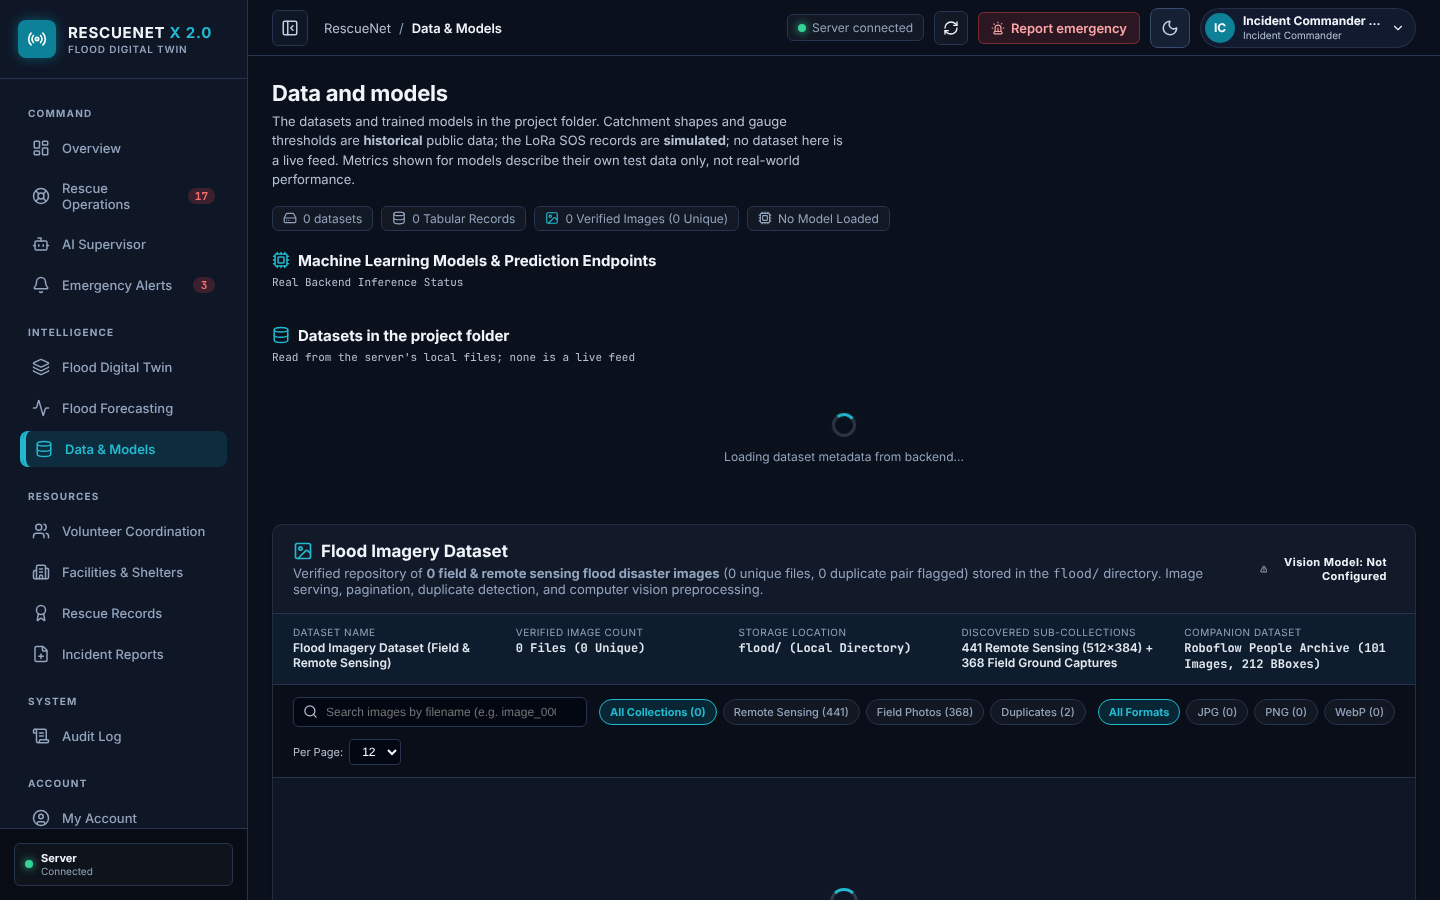 RESCUENET X 2.0
FLOOD DIGITAL TWIN
RescueNet / Data & Models
Server connected
Report emergency
IC
Incident Commander ...
Incident Commander
COMMAND
Overview
Rescue
Operations
17
AI Supervisor
Emergency Alerts
3
INTELLIGENCE
Flood Digital Twin
Flood Forecasting
Data & Models
RESOURCES
Volunteer Coordination
Facilities & Shelters
Rescue Records
Incident Reports
SYSTEM
Audit Log
ACCOUNT
My Account
Server
Connected
Data and models
The datasets and trained models in the project folder. Catchment shapes and gauge
thresholds are historical public data; the LoRa SOS records are simulated; no dataset here is
a live feed. Metrics shown for models describe their own test data only, not real-world
performance.
0 datasets
0 Tabular Records
0 Verified Images (0 Unique)
No Model Loaded
Machine Learning Models & Prediction Endpoints
Real Backend Inference Status
Datasets in the project folder
Read from the server's local files; none is a live feed
Loading dataset metadata from backend...
Flood Imagery Dataset
Verified repository of 0 field & remote sensing flood disaster images (0 unique files, 0 duplicate pair flagged) stored in the flood/ directory. Image
serving, pagination, duplicate detection, and computer vision preprocessing.
Vision Model: Not
Configured
DATASET NAME
Flood Imagery Dataset (Field &
Remote Sensing)
VERIFIED IMAGE COUNT
0 Files (0 Unique)
STORAGE LOCATION
flood/ (Local Directory)
DISCOVERED SUB-COLLECTIONS
441 Remote Sensing (512×384) +
368 Field Ground Captures
COMPANION DATASET
Roboflow People Archive (101
Images, 212 BBoxes)
Search images by filename (e.g. image_000
All Collections (0)
Remote Sensing (441)
Field Photos (368)
Duplicates (2)
All Formats
JPG (0)
PNG (0)
WebP (0)
Per Page:
12